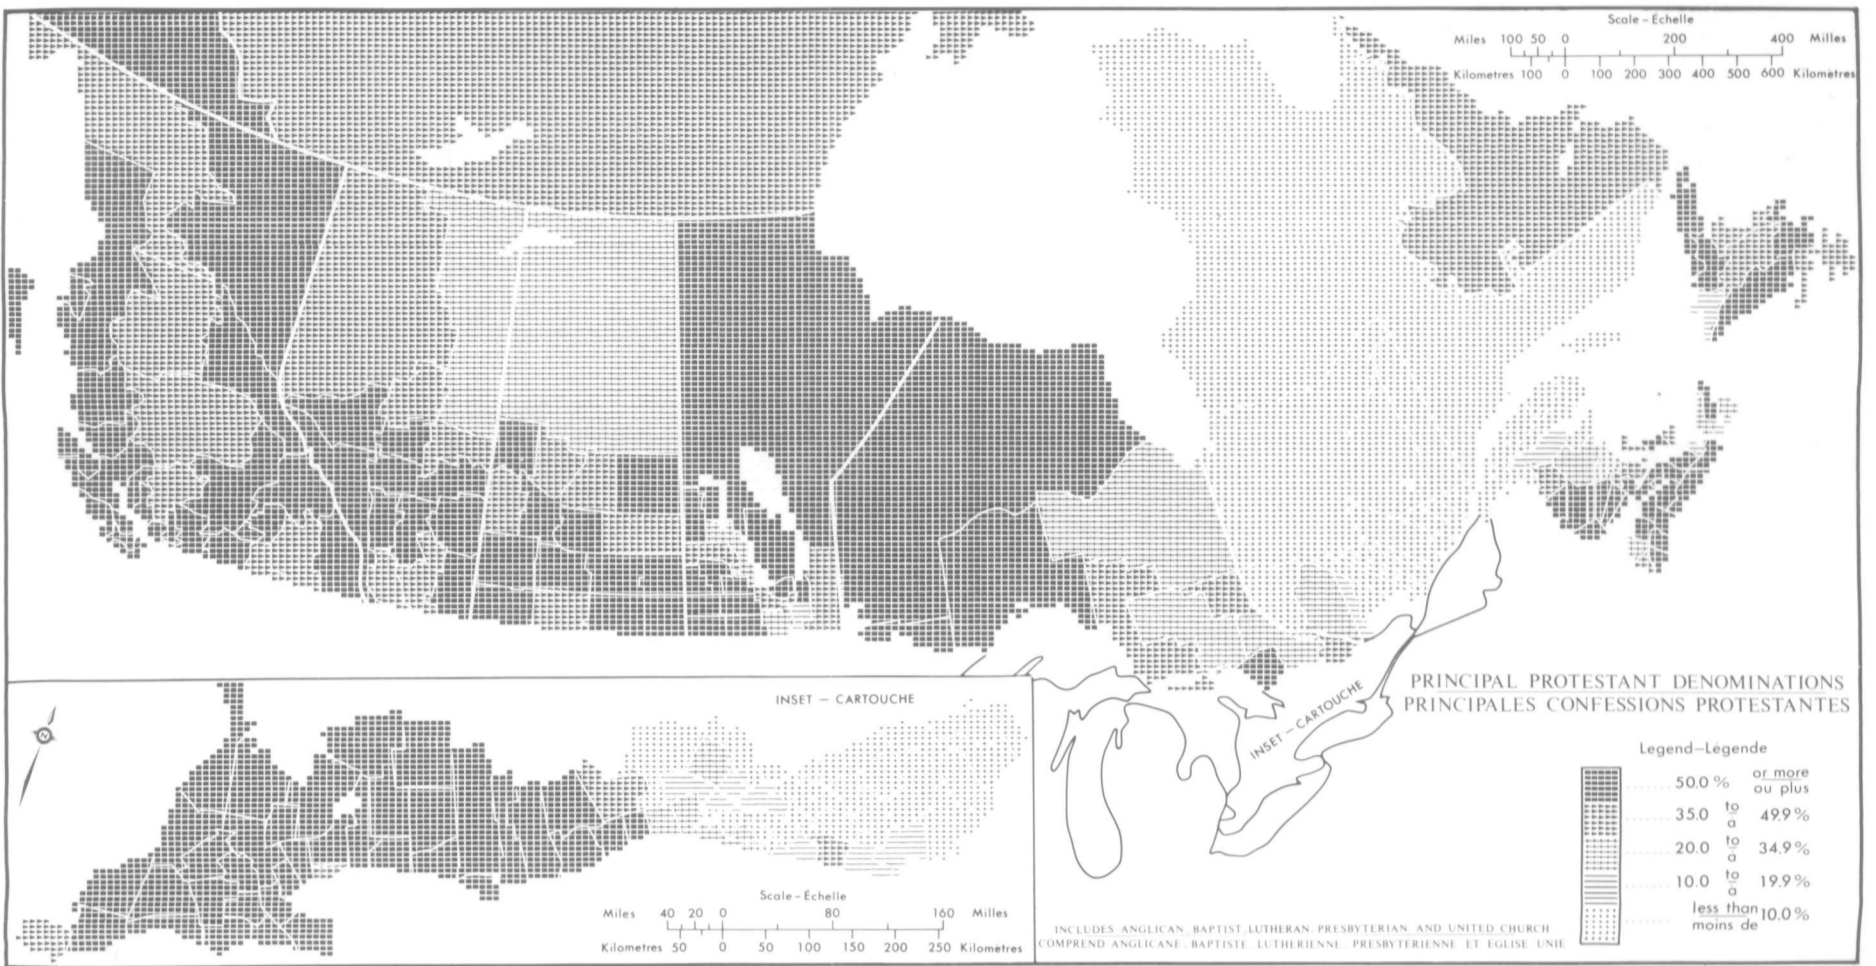 Scale – Échelle
Miles 100 50 0 200 400 Milles
Kilometres 100 0 100 200 300 400 500 600 Kilomètres
INSET – CARTOUCHE
INSET – CARTOUCHE
PRINCIPAL PROTESTANT DENOMINATIONS
PRINCIPALES CONFESSIONS PROTESTANTES
Legend–Légende
50.0 % or more
ou plus
35.0 to
à 49.9 %
20.0 to
à 34.9 %
10.0 to
à 19.9 %
less than
moins de 10.0 %
Scale – Échelle
Miles 40 20 0 80 160 Milles
Kilometres 50 0 50 100 150 200 250 Kilomètres
INCLUDES ANGLICAN, BAPTIST, LUTHERAN, PRESBYTERIAN AND UNITED CHURCH
COMPREND ANGLICANE, BAPTISTE, LUTHÉRIENNE, PRESBYTÉRIENNE ET ÉGLISE UNIE